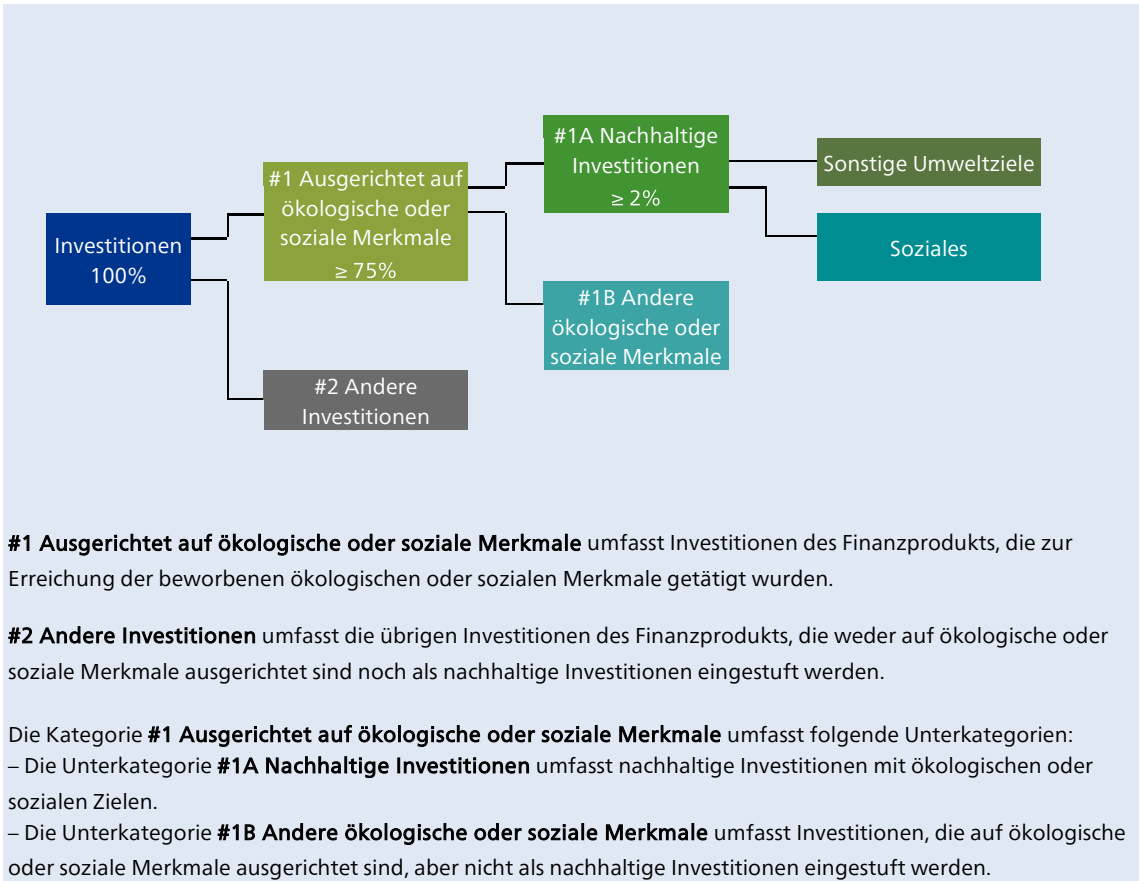 Investitionen
100%
#1 Ausgerichtet auf
ökologische oder
soziale Merkmale
≥ 75%
#2 Andere
Investitionen
#1A Nachhaltige
Investitionen
≥ 2%
#1B Andere
ökologische oder
soziale Merkmale
Sonstige Umweltziele
Soziales
#1 Ausgerichtet auf ökologische oder soziale Merkmale umfasst Investitionen des Finanzprodukts, die zur
Erreichung der beworbenen ökologischen oder sozialen Merkmale getätigt wurden.
#2 Andere Investitionen umfasst die übrigen Investitionen des Finanzprodukts, die weder auf ökologische oder
soziale Merkmale ausgerichtet sind noch als nachhaltige Investitionen eingestuft werden.
Die Kategorie #1 Ausgerichtet auf ökologische oder soziale Merkmale umfasst folgende Unterkategorien:
– Die Unterkategorie #1A Nachhaltige Investitionen umfasst nachhaltige Investitionen mit ökologischen oder
sozialen Zielen.
– Die Unterkategorie #1B Andere ökologische oder soziale Merkmale umfasst Investitionen, die auf ökologische
oder soziale Merkmale ausgerichtet sind, aber nicht als nachhaltige Investitionen eingestuft werden.